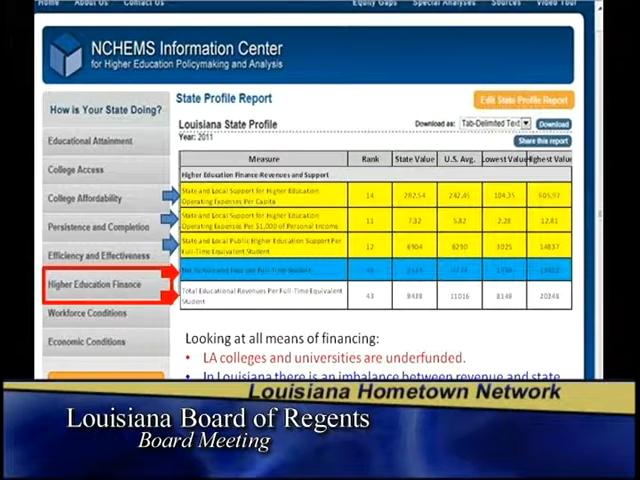 Home About Us Contact Us Equity Gaps Special Analyses Sources Video Tour
NCHEMS Information Center
for Higher Education Policymaking and Analysis
How is Your State Doing?
Educational Attainment
College Access
College Affordability
Persistence and Completion
Efficiency and Effectiveness
Higher Education Finance
Workforce Conditions
Economic Conditions
State Profile Report
Edit State Profile Report
Louisiana State Profile
Year: 2011
Download as: Tab-Delimited Text Download
Share this report
Measure Rank State Value U.S. Avg. Lowest Value Highest Value
Higher Education Finance-Revenues and Support
State and Local Support for Higher Education
Operating Expenses Per Capita
14 282.54 242.45 104.35
State and Local Support for Higher Education
Operating Expenses Per $1,000 of Personal Income
11 7.32 5.82 2.28 12.81
State and Local Public Higher Education Support Per
Full-Time Equivalent Student
12 6904 6290 3025 14837
Total Educational Revenues Per Full-Time Equivalent
Student
43 9438 11016 8149 20248
Looking at all means of financing:
• LA colleges and universities are underfunded.
• In Louisiana there is an imbalance between revenue and state
Louisiana Hometown Network
Louisiana Board of Regents
Board Meeting